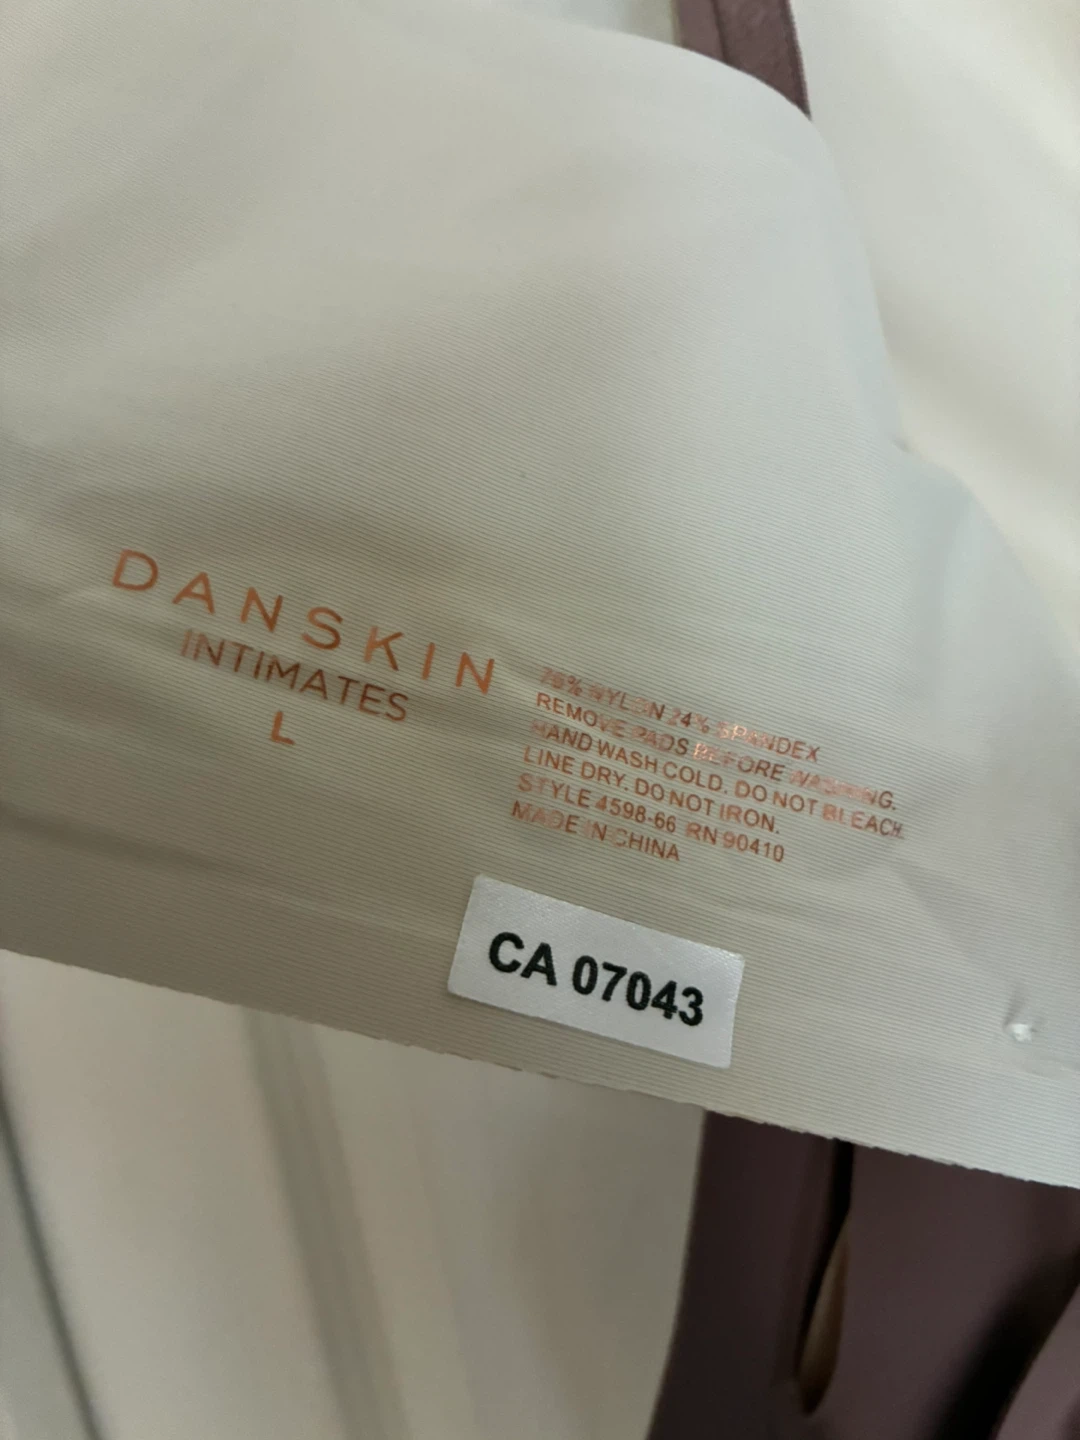 DANSKIN
INTIMATES
L
76% NYLON 24% SPANDEX
REMOVE PADS BEFORE WASHING.
HAND WASH COLD. DO NOT BLEACH.
LINE DRY. DO NOT IRON.
STYLE 4598-66 RN 90410
MADE IN CHINA
CA 07043